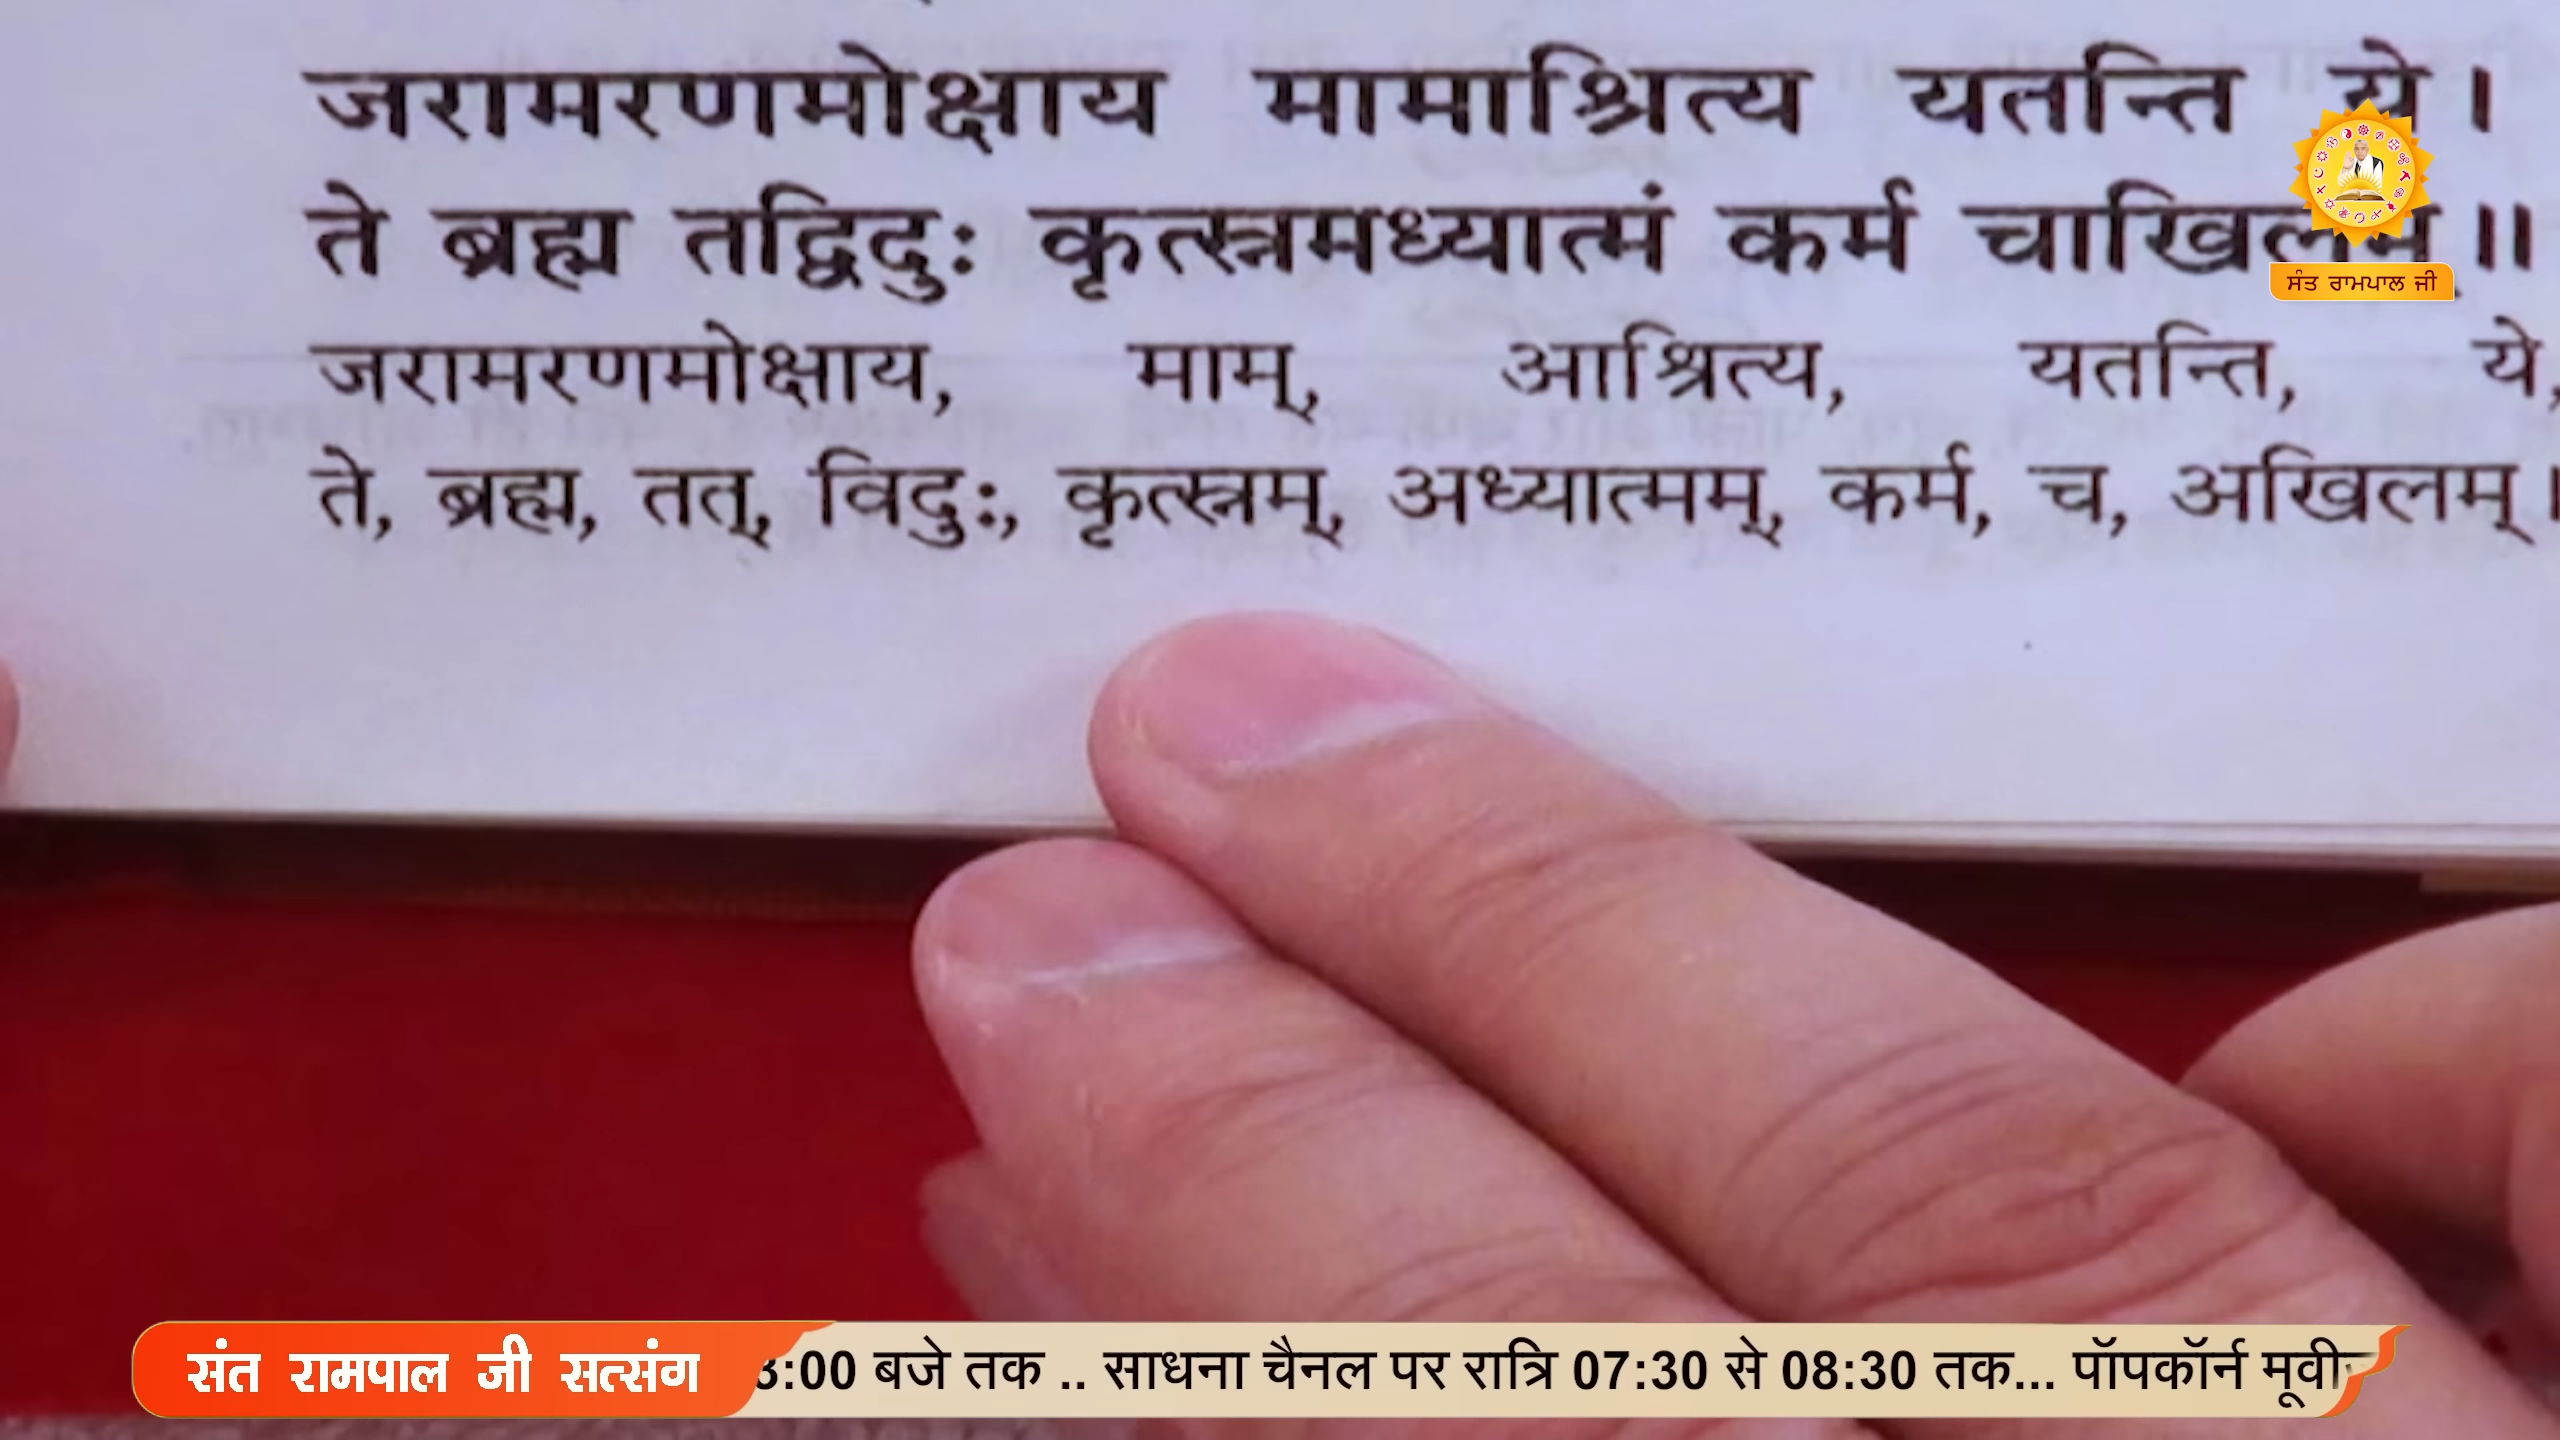 जरामरणमोक्षाय मामाश्रित्य यतन्ति ये ।
ते ब्रह्म तद्विदुः कृत्स्नमध्यात्मं कर्म चाखिलम् ॥
ਸੰਤ ਰਾਮਪਾਲ ਜੀ
जरामरणमोक्षाय, माम्, आश्रित्य, यतन्ति, ये,
ते, ब्रह्म, तत्, विदुः, कृत्स्नम्, अध्यात्मम्, कर्म, च, अखिलम् ।
संत रामपाल जी सत्संग
:00 बजे तक .. साधना चैनल पर रात्रि 07:30 से 08:30 तक... पॉपकॉर्न